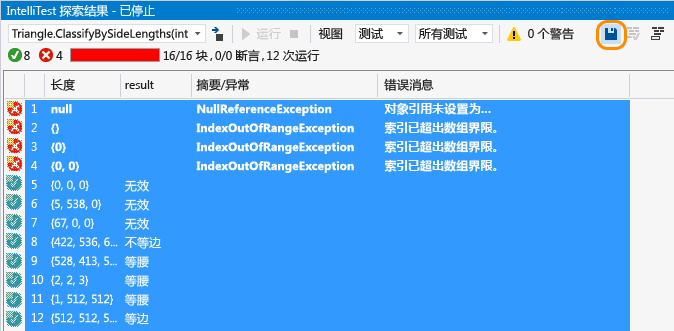 IntelliTest 探索结果 - 已停止
Triangle.ClassifyBySideLengths(int 运行 停止 视图 测试 所有测试 0 个警告
8 4 16/16 块, 0/0 断言, 12 次运行
长度 result 摘要/异常 错误消息
1 null NullReferenceException 对象引用未设置为...
2 {} IndexOutOfRangeException 索引已超出数组界限。
3 {0} IndexOutOfRangeException 索引已超出数组界限。
4 {0, 0} IndexOutOfRangeException 索引已超出数组界限。
5 {0, 0, 0} 无效
6 {5, 538, 0} 无效
7 {67, 0, 0} 无效
8 {422, 536, 6... 不等边
9 {528, 413, 5... 等腰
10 {2, 2, 3} 等腰
11 {1, 512, 512} 等腰
12 {512, 512, 5... 等边